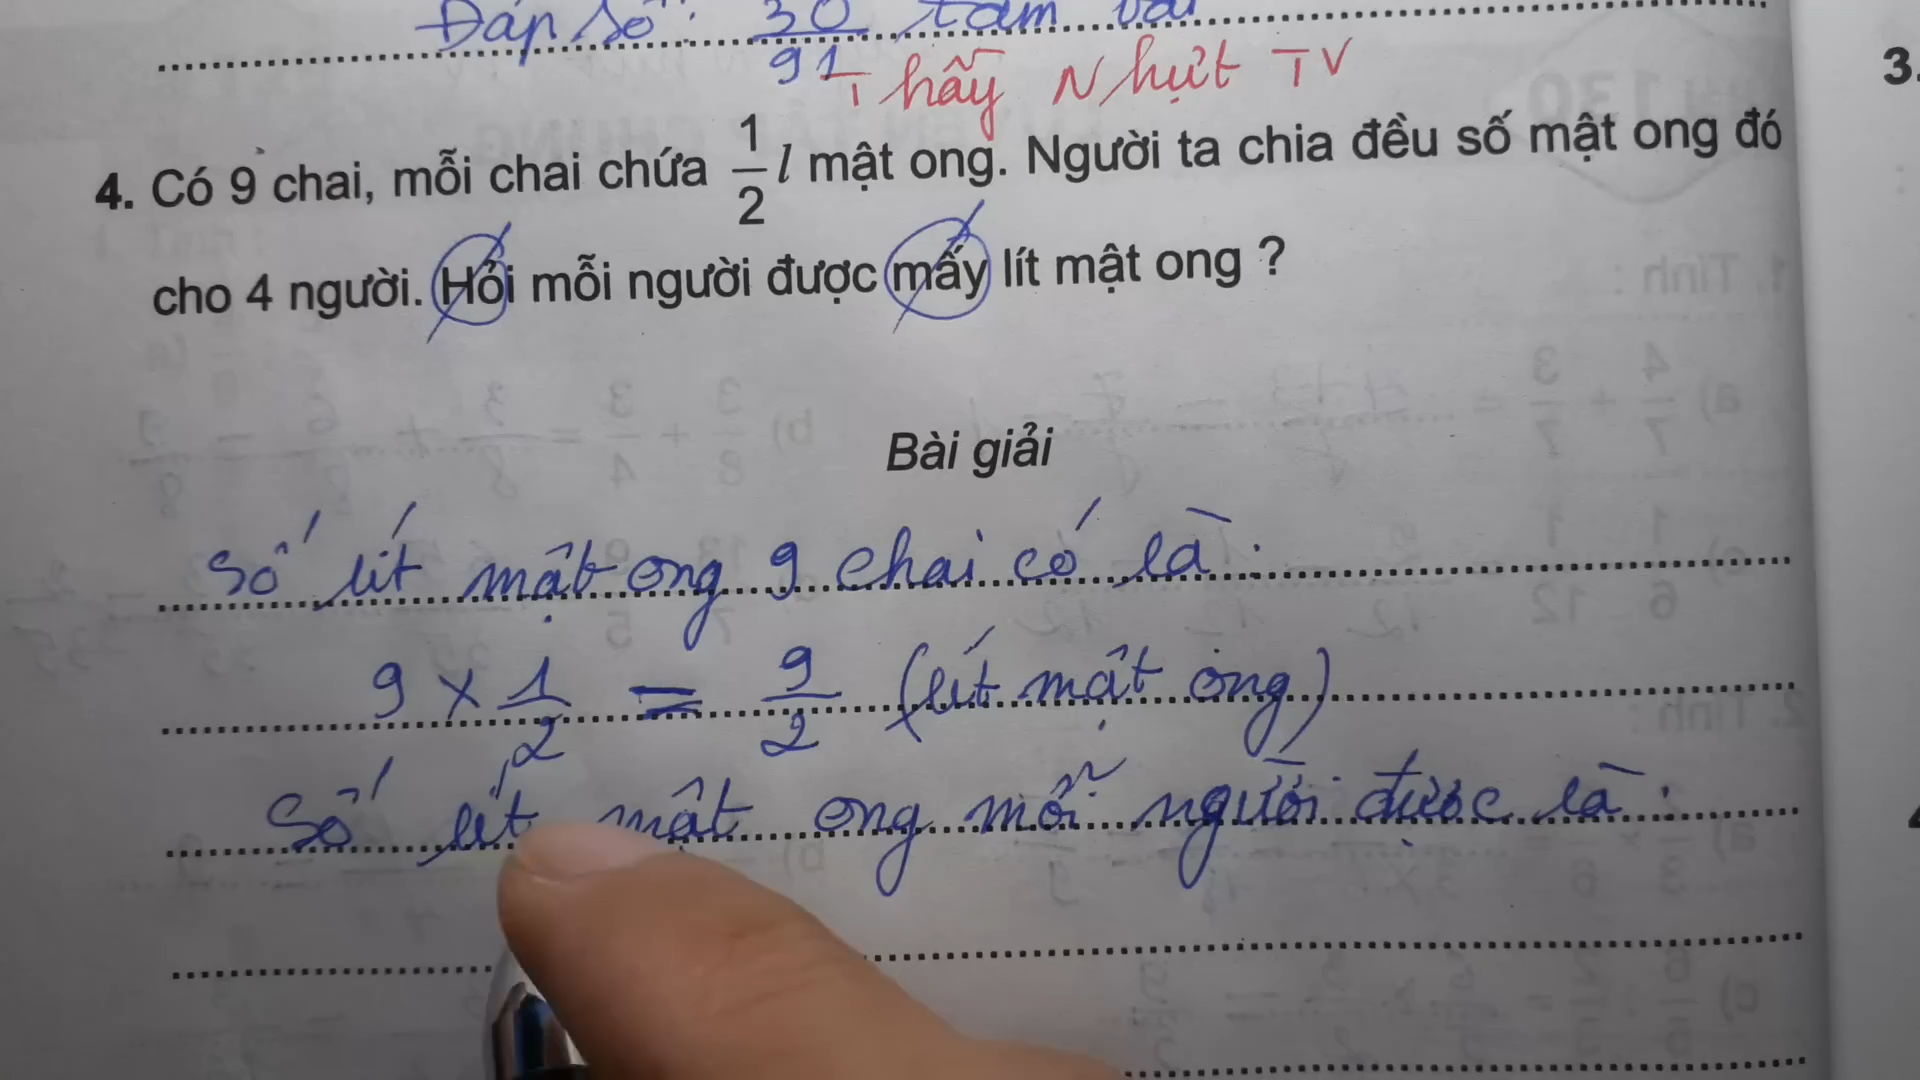 Đáp số: 30/91 tấm vải
Thầy Nhựt TV
3.
4. Có 9 chai, mỗi chai chứa 1/2 l mật ong. Người ta chia đều số mật ong đó
cho 4 người. Hỏi mỗi người được mấy lít mật ong ?
Bài giải
Số lít mật ong 9 chai có là:
9 x 1/2 = 9/2 (lít mật ong)
Số lít mật ong mỗi người được là: